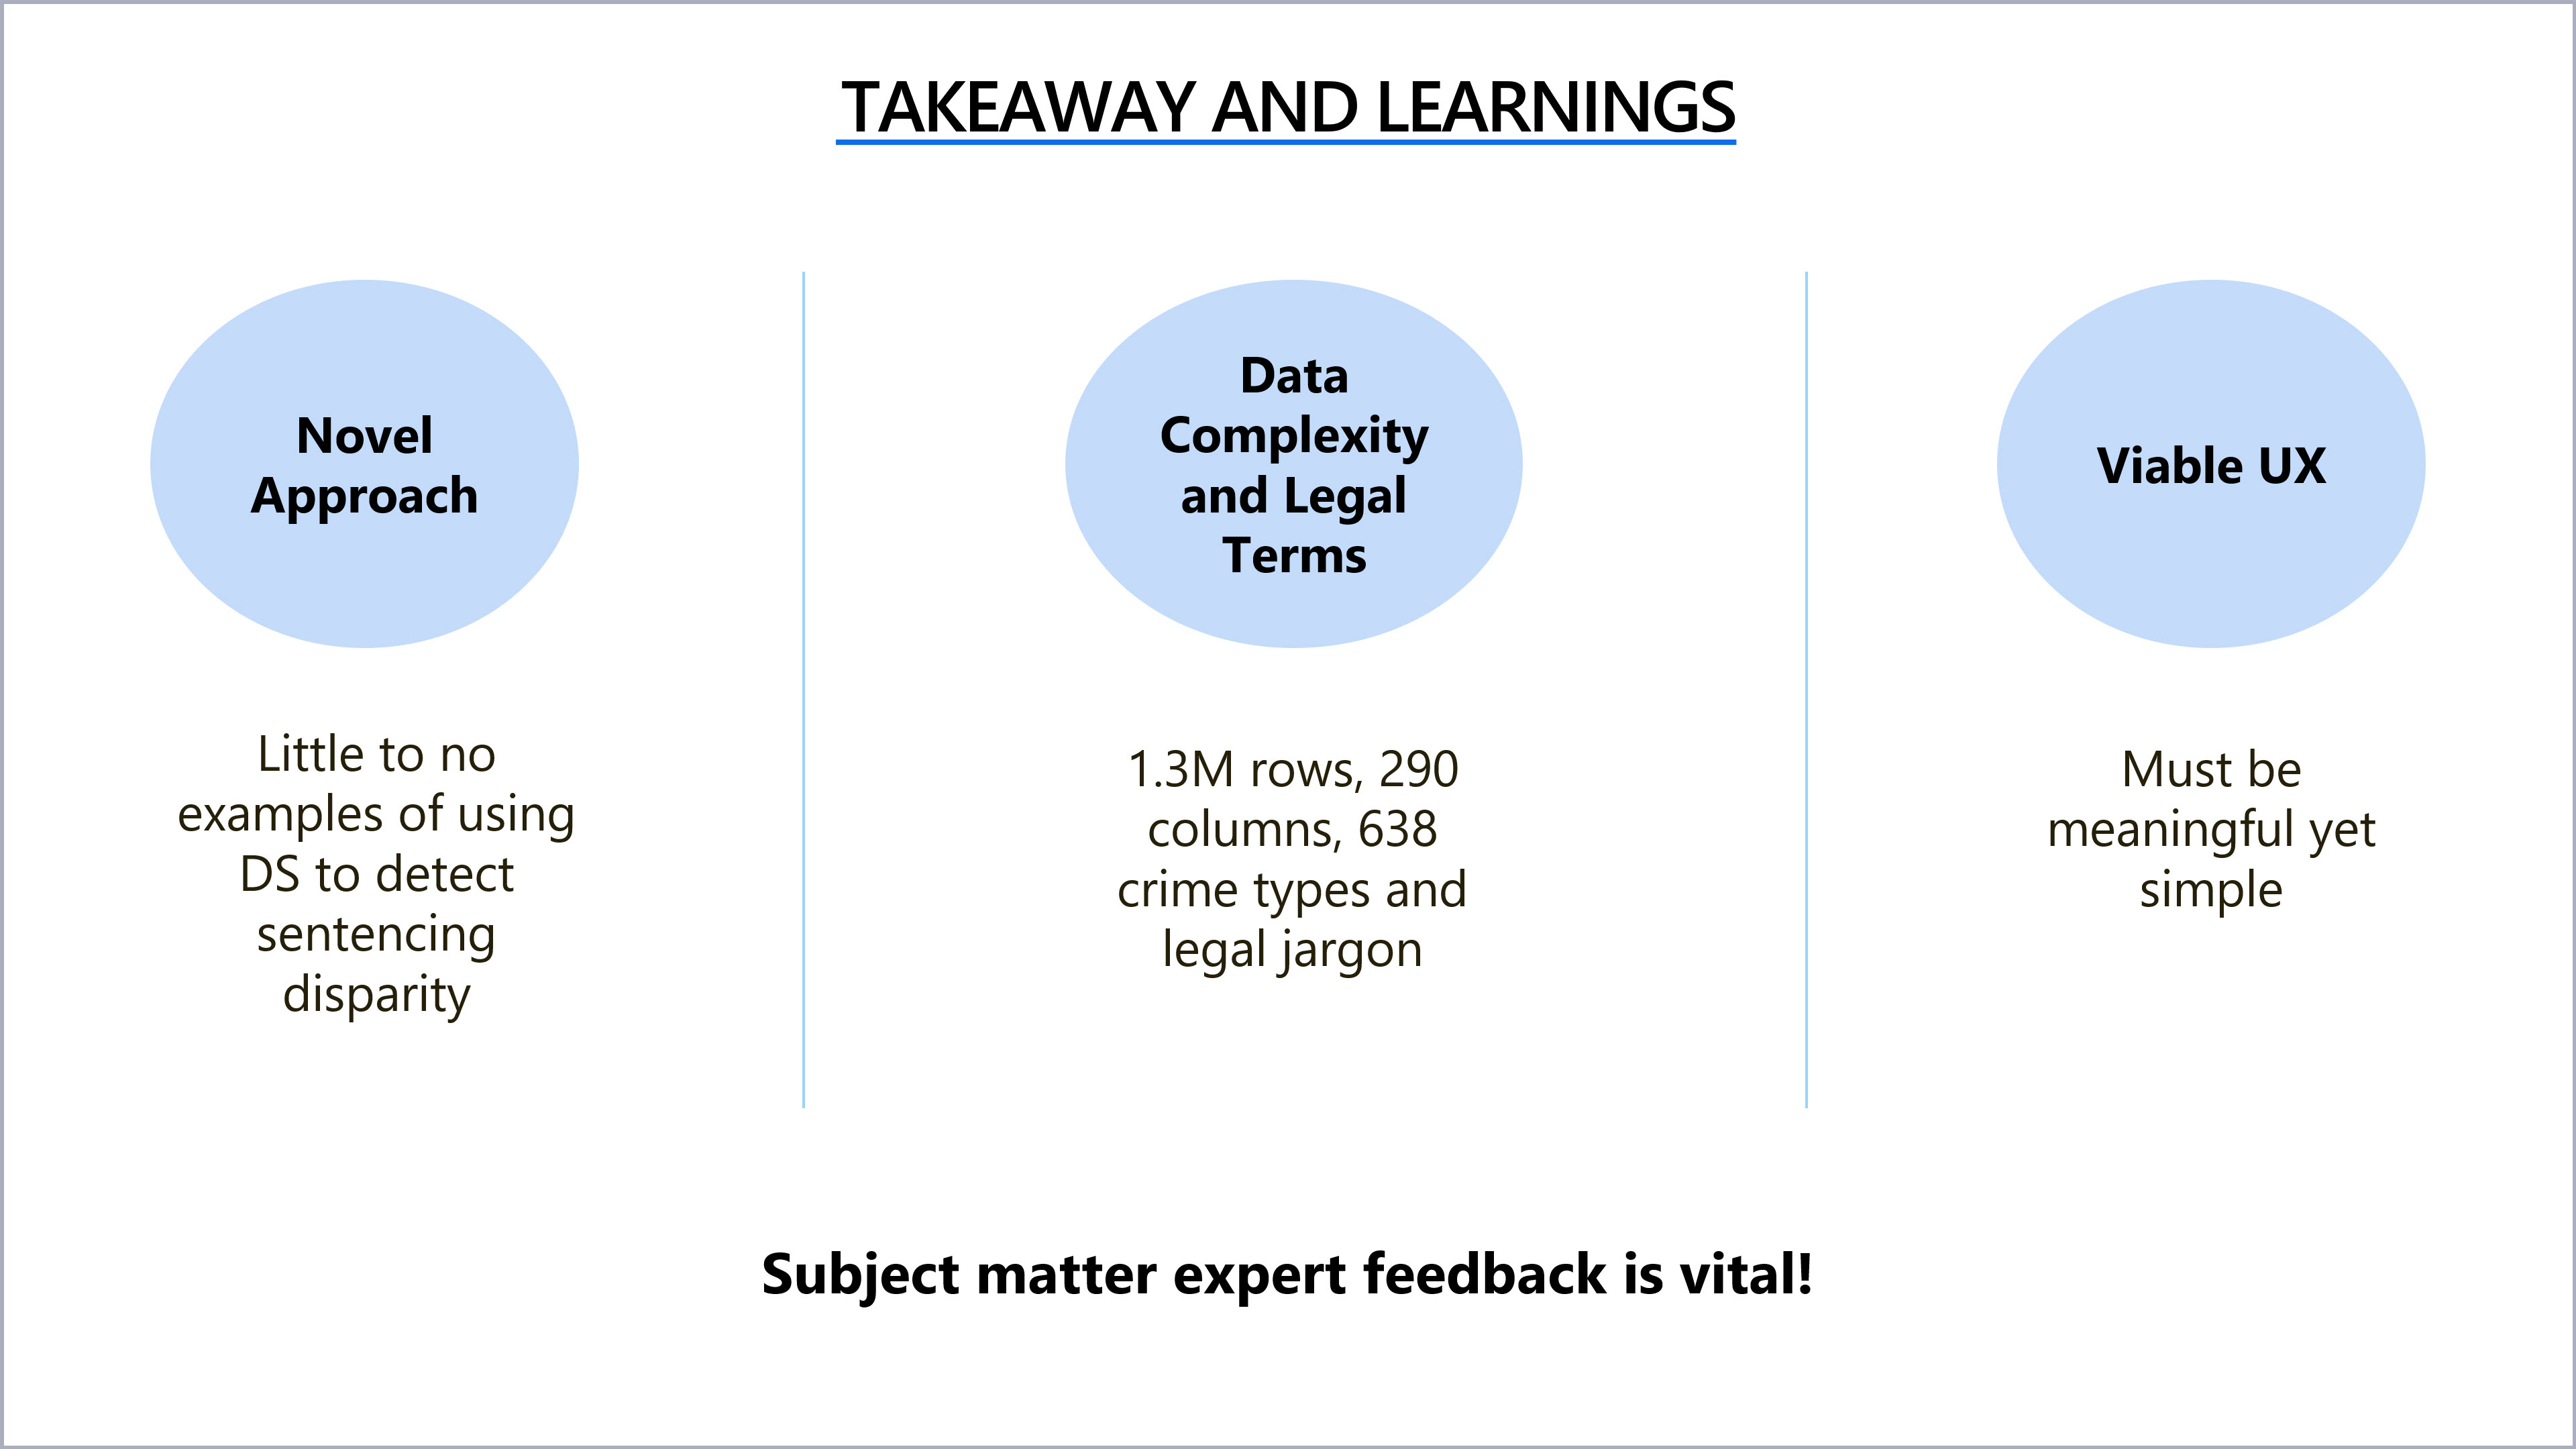 TAKEAWAY AND LEARNINGS
Novel
Approach
Little to no
examples of using
DS to detect
sentencing
disparity
Data
Complexity
and Legal
Terms
1.3M rows, 290
columns, 638
crime types and
legal jargon
Viable UX
Must be
meaningful yet
simple
Subject matter expert feedback is vital!